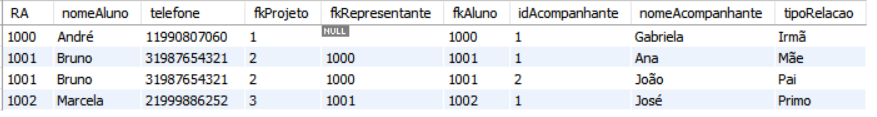 RA nomeAluno telefone fkProjeto fkRepresentante fkAluno idAcompanhante nomeAcompanhante tipoRelacao
1000 André 11990807060 1 NULL 1000 1 Gabriela Irmã
1001 Bruno 31987654321 2 1000 1001 1 Ana Mãe
1001 Bruno 31987654321 2 1000 1001 2 João Pai
1002 Marcela 21999886252 3 1001 1002 1 José Primo